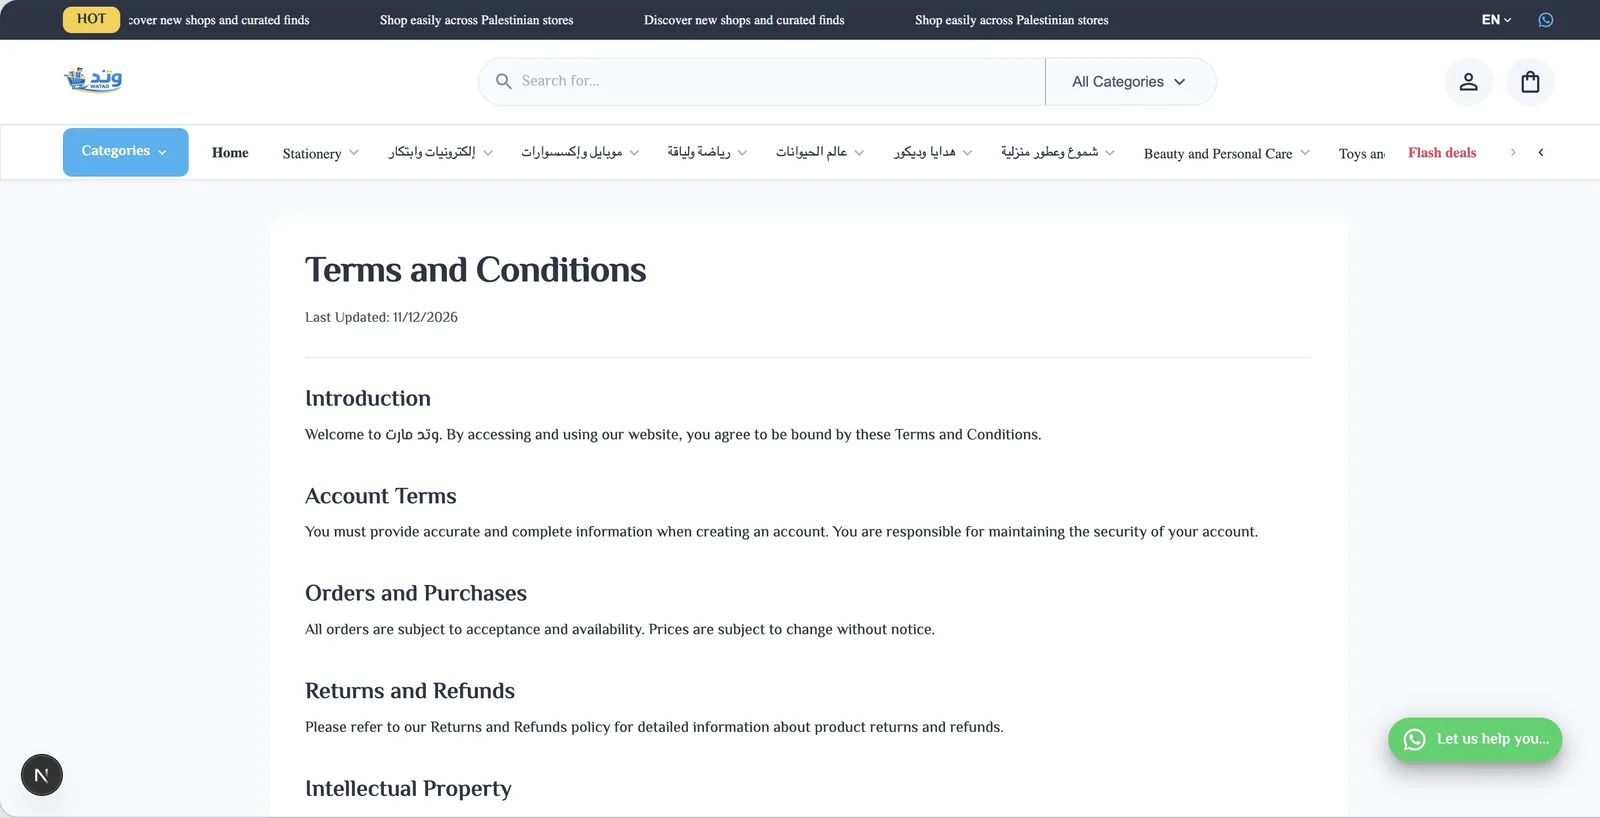 HOT
cover new shops and curated finds
Shop easily across Palestinian stores
Discover new shops and curated finds
Shop easily across Palestinian stores
EN
وتد
WATAD
Search for...
All Categories
Categories
Home
Stationery
إلكترونيات وابتكار
موبايل وإكسسوارات
رياضة ولياقة
عالم الحيوانات
هدايا وديكور
شموع وعطور منزلية
Beauty and Personal Care
Toys an
Flash deals
Terms and Conditions
Last Updated: 11/12/2026
Introduction
Welcome to وتد مارت. By accessing and using our website, you agree to be bound by these Terms and Conditions.
Account Terms
You must provide accurate and complete information when creating an account. You are responsible for maintaining the security of your account.
Orders and Purchases
All orders are subject to acceptance and availability. Prices are subject to change without notice.
Returns and Refunds
Please refer to our Returns and Refunds policy for detailed information about product returns and refunds.
Intellectual Property
Let us help you...
N